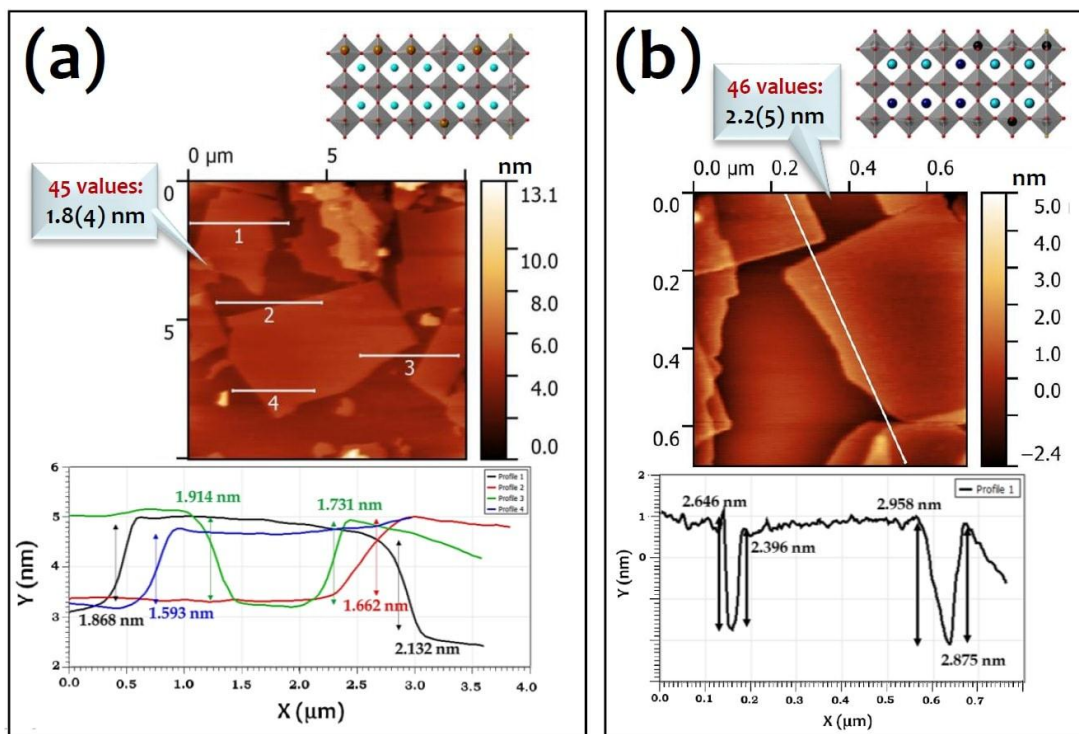 (a)
45 values:
1.8(4) nm
0 µm 5
nm
0
5
1
2
3
4
13.1
10.0
8.0
6.0
4.0
0.0
6
5
4
3
2
Y (nm)
1.914 nm
1.731 nm
1.868 nm
1.593 nm
1.662 nm
2.132 nm
Profile 1
Profile 2
Profile 3
Profile 4
0.0 0.5 1.0 1.5 2.0 2.5 3.0 3.5 4.0
X (µm)
(b)
46 values:
2.2(5) nm
0.0 µm 0.2 0.4 0.6
nm
0.0
0.2
0.4
0.6
5.0
4.0
3.0
2.0
1.0
0.0
−2.4
2
1
0
Y (nm)
2.646 nm
2.396 nm
2.958 nm
2.875 nm
Profile 1
0.0 0.1 0.2 0.3 0.4 0.5 0.6 0.7
X (µm)